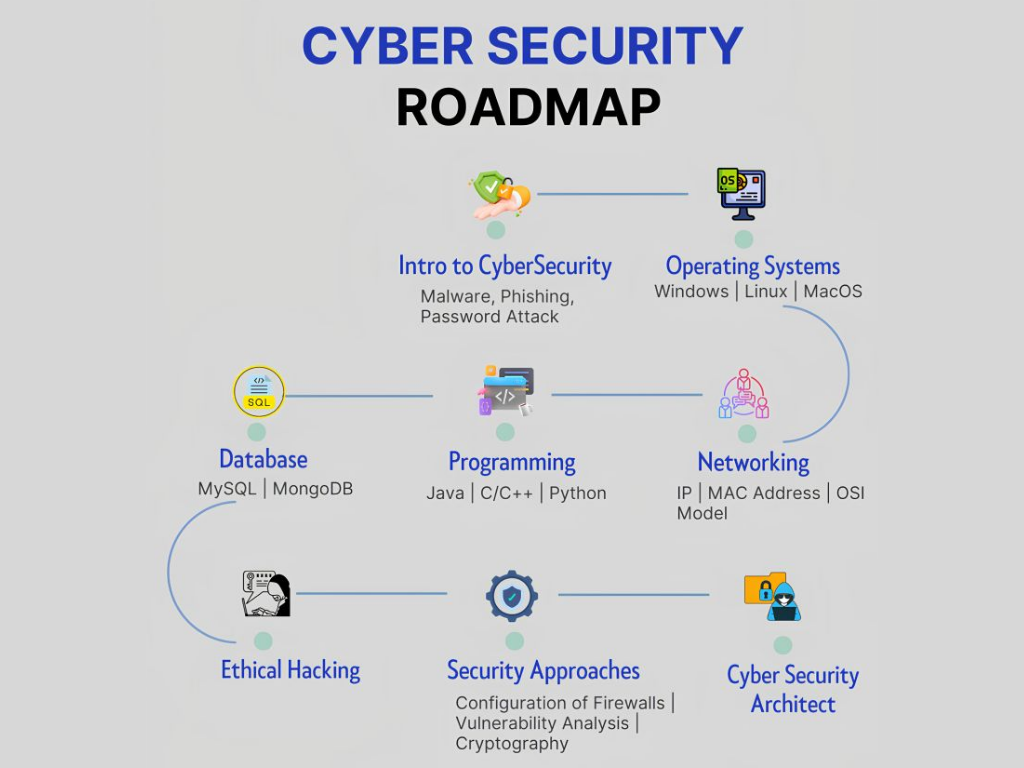 CYBER SECURITY
ROADMAP
OS
Intro to CyberSecurity
Malware, Phishing,
Password Attack
Operating Systems
Windows | Linux | MacOS
</>
SQL
Database
MySQL | MongoDB
</>
Programming
Java | C/C++ | Python
Networking
IP | MAC Address | OSI
Model
Ethical Hacking
Security Approaches
Configuration of Firewalls |
Vulnerability Analysis |
Cryptography
Cyber Security
Architect